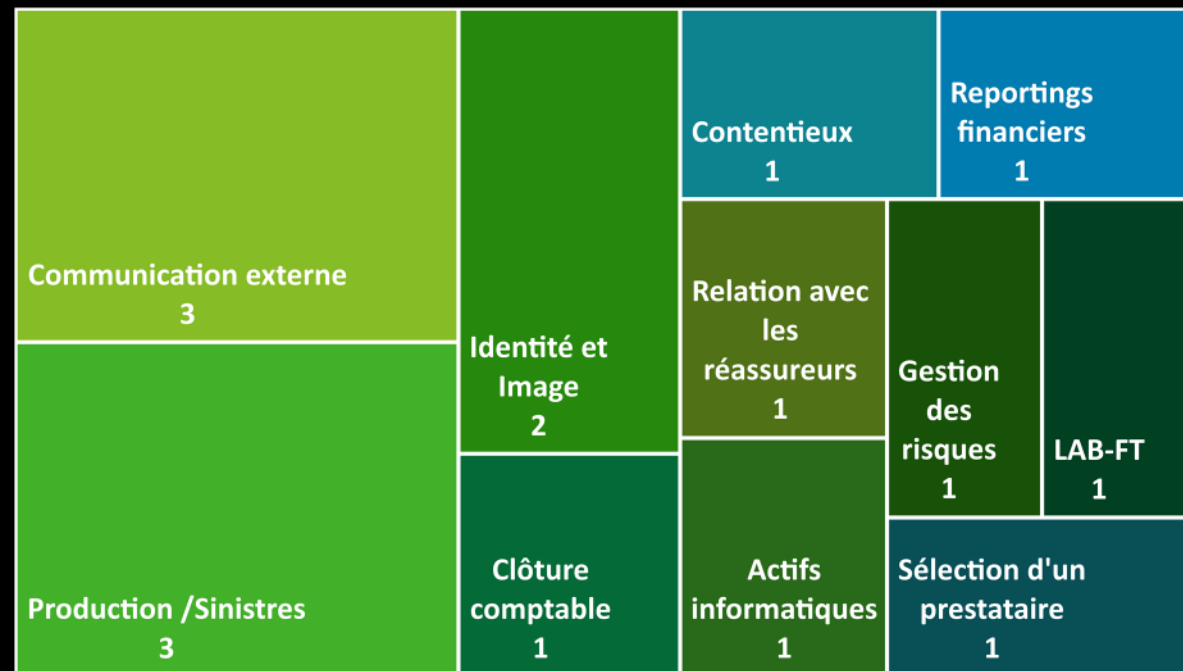 Communication externe
3
Production /Sinistres
3
Identité et
Image
2
Clôture
comptable
1
Contentieux
1
Reportings
financiers
1
Relation avec
les
réassureurs
1
Gestion
des
risques
1
LAB-FT
1
Actifs
informatiques
1
Sélection d'un
prestataire
1